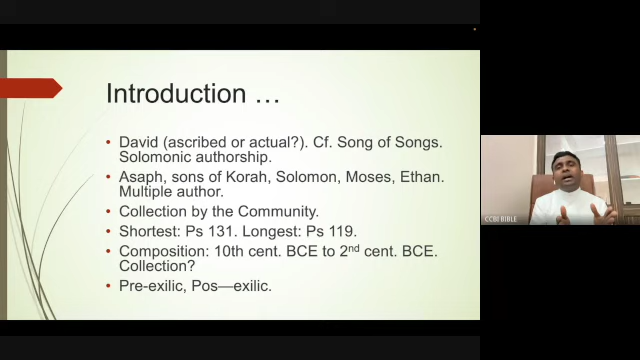 Introduction …
• David (ascribed or actual?). Cf. Song of Songs.
Solomonic authorship.
• Asaph, sons of Korah, Solomon, Moses, Ethan.
Multiple author.
• Collection by the Community.
• Shortest: Ps 131. Longest: Ps 119.
• Composition: 10th cent. BCE to 2nd cent. BCE.
Collection?
• Pre-exilic, Pos—exilic.
CCBI BIBLE